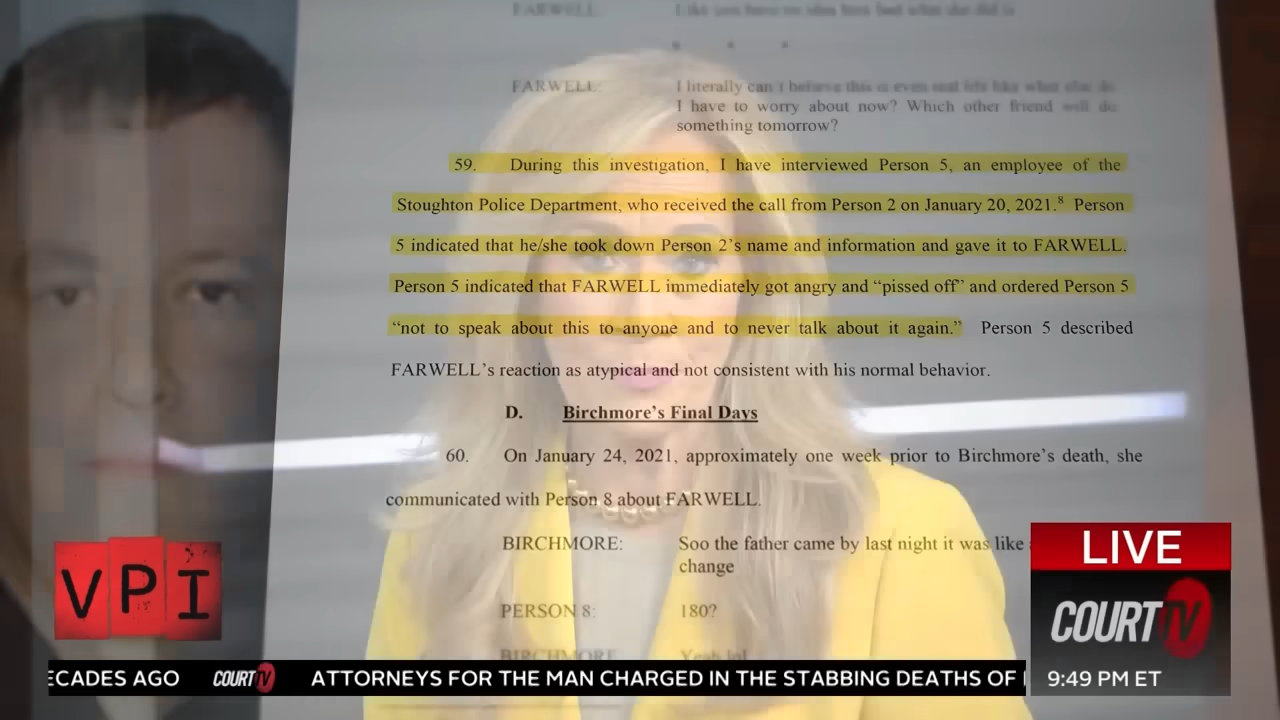 FARWELL:
FARWELL: I literally can't believe this is even real life like what else do
I have to worry about now? Which other friend will do
something tomorrow?
59. During this investigation, I have interviewed Person 5, an employee of the
Stoughton Police Department, who received the call from Person 2 on January 20, 2021.8 Person
5 indicated that he/she took down Person 2's name and information and gave it to FARWELL.
Person 5 indicated that FARWELL immediately got angry and “pissed off” and ordered Person 5
“not to speak about this to anyone and to never talk about it again.” Person 5 described
FARWELL's reaction as atypical and not consistent with his normal behavior.
D. Birchmore's Final Days
60. On January 24, 2021, approximately one week prior to Birchmore's death, she
communicated with Person 8 about FARWELL.
BIRCHMORE: Soo the father came by last night it was like
change
PERSON 8: 180?
BIRCHMORE Yeah lol
VPI
LIVE
COURT TV
ECADES AGO COURT TV ATTORNEYS FOR THE MAN CHARGED IN THE STABBING DEATHS OF
9:49 PM ET